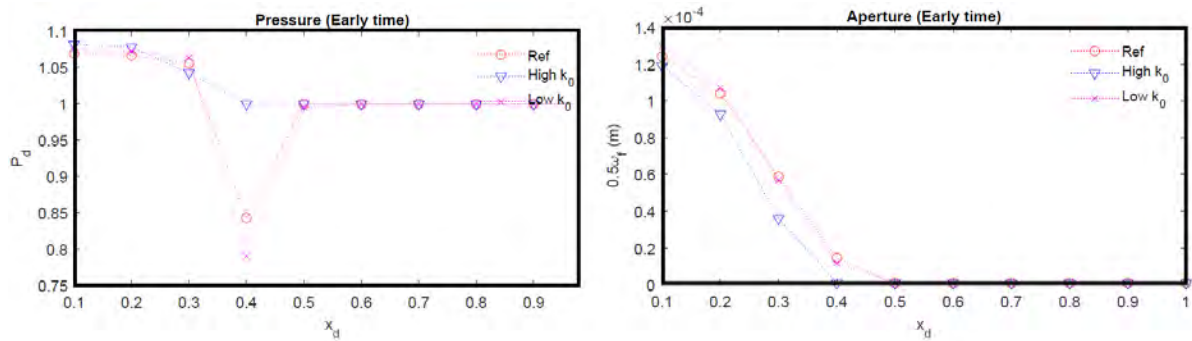 Pressure (Early time)
1.1
1.05
1
0.95
0.9
0.85
0.8
0.75
P_d
0.1 0.2 0.3 0.4 0.5 0.6 0.7 0.8 0.9
x_d
Ref
High k_0
Low k_0
Aperture (Early time)
×10^-4
1.4
1.2
1
0.8
0.6
0.4
0.2
0
0.5ω_f (m)
0.1 0.2 0.3 0.4 0.5 0.6 0.7 0.8 0.9 1
x_d
Ref
High k_0
Low k_0